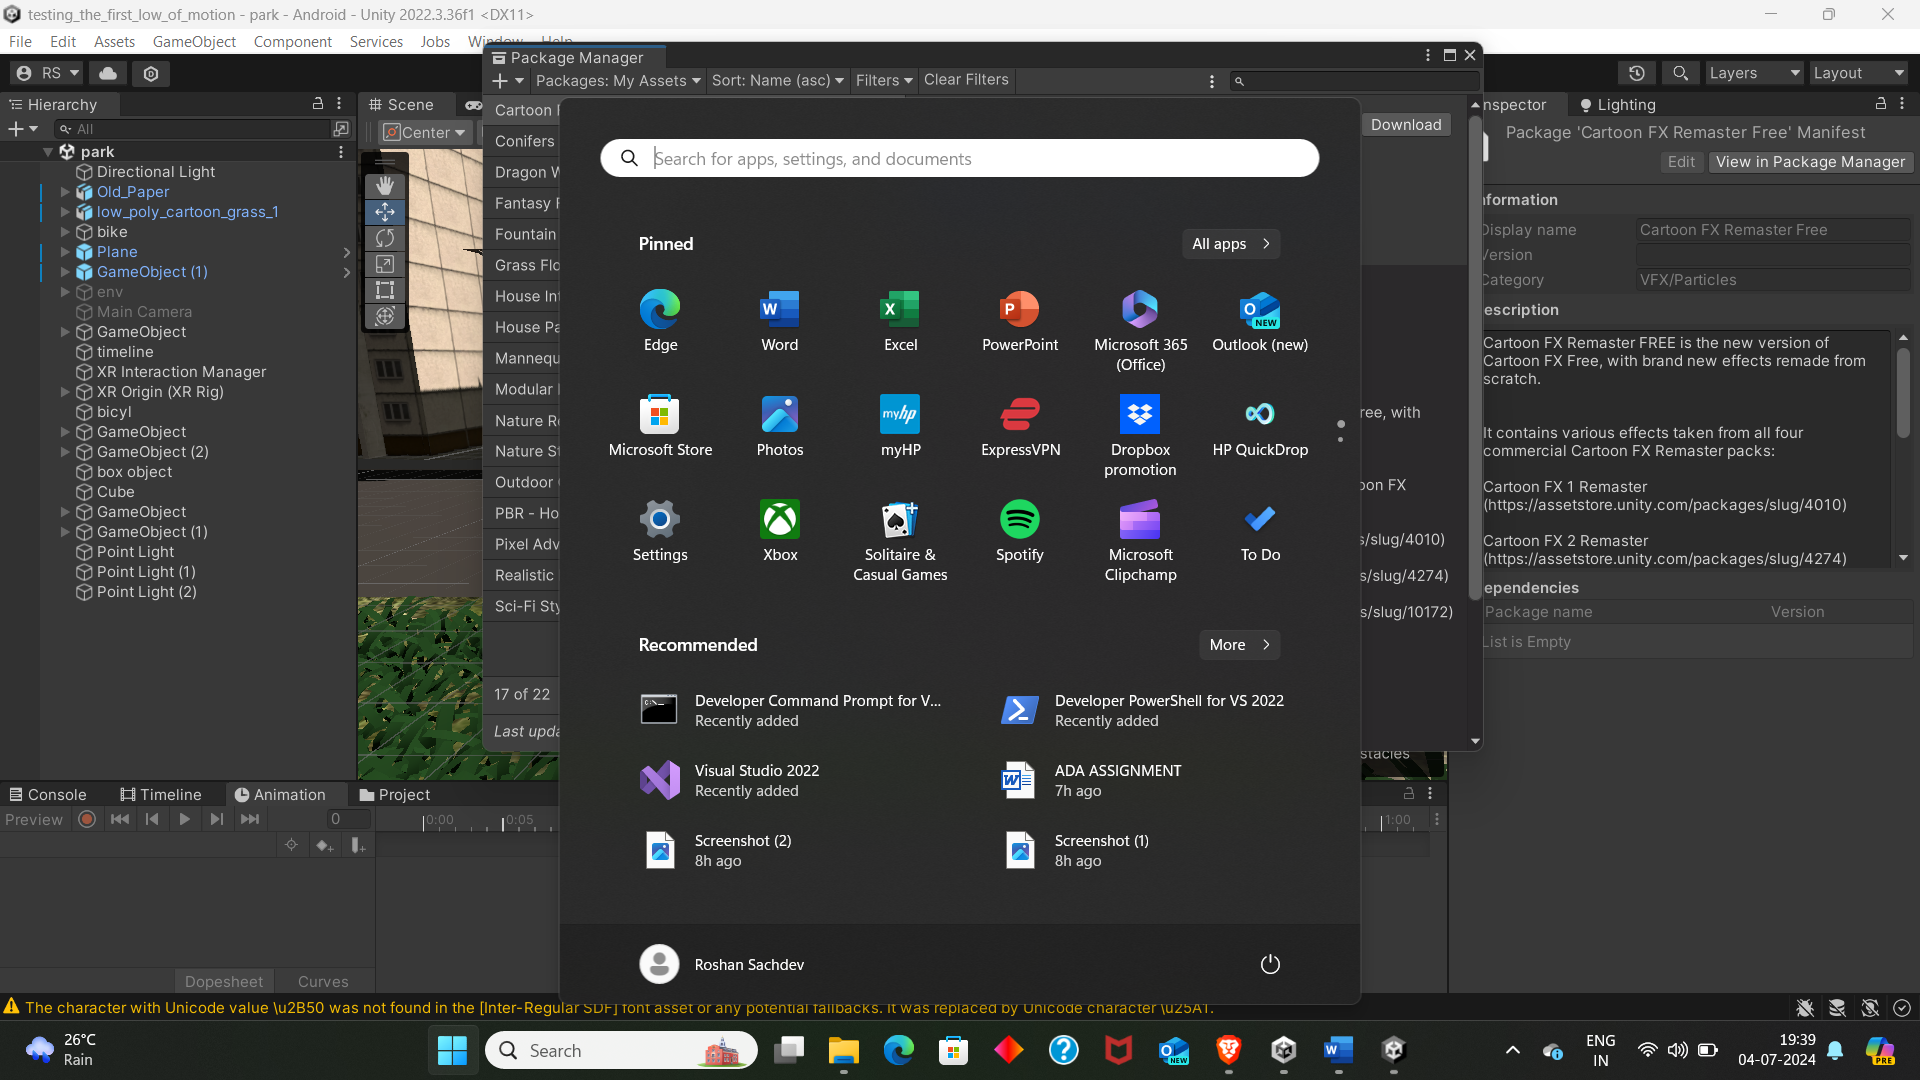 testing_the_first_low_of_motion - park - Android - Unity 2022.3.36f1 <DX11>
File Edit Assets GameObject Component Services Jobs Window Help
RS
Layers
Layout
Hierarchy
All
park
Directional Light
Old_Paper
low_poly_cartoon_grass_1
bike
Plane
GameObject (1)
env
Main Camera
GameObject
timeline
XR Interaction Manager
XR Origin (XR Rig)
bicyl
GameObject
GameObject (2)
box object
Cube
GameObject
GameObject (1)
Point Light
Point Light (1)
Point Light (2)
Scene
Center
Package Manager
Packages: My Assets
Sort: Name (asc)
Filters
Clear Filters
Cartoon
Conifers
Dragon
Fantasy
Fountain
Grass Flo
House Int
House Pa
Mannequ
Modular
Nature Re
Nature St
Outdoor
PBR - Ho
Pixel Adv
Realistic
Sci-Fi Sty
17 of 22
Last upda
Download
ree, with
oon FX
s/slug/4010)
s/slug/4274)
s/slug/10172)
stacles
Search for apps, settings, and documents
Pinned
All apps
Edge
Word
Excel
PowerPoint
Microsoft 365
(Office)
NEW
Outlook (new)
Microsoft Store
Photos
myhp
myHP
ExpressVPN
Dropbox
promotion
HP QuickDrop
Settings
Xbox
Solitaire &
Casual Games
Spotify
Microsoft
Clipchamp
To Do
Recommended
More
Developer Command Prompt for V...
Recently added
Developer PowerShell for VS 2022
Recently added
Visual Studio 2022
Recently added
ADA ASSIGNMENT
7h ago
Screenshot (2)
8h ago
Screenshot (1)
8h ago
Roshan Sachdev
nspector
Lighting
Package 'Cartoon FX Remaster Free' Manifest
Edit
View in Package Manager
nformation
Display name
Cartoon FX Remaster Free
Version
Category
VFX/Particles
escription
Cartoon FX Remaster FREE is the new version of
Cartoon FX Free, with brand new effects remade from
scratch.
It contains various effects taken from all four
commercial Cartoon FX Remaster packs:
Cartoon FX 1 Remaster
(https://assetstore.unity.com/packages/slug/4010)
Cartoon FX 2 Remaster
(https://assetstore.unity.com/packages/slug/4274)
ependencies
Package name
Version
List is Empty
Console
Timeline
Animation
Project
Preview
0
0:00
0:05
1:00
Dopesheet
Curves
The character with Unicode value \u2B50 was not found in the [Inter-Regular SDF] font asset or any potential fallbacks. It was replaced by Unicode character \u25A1.
26°C
Rain
Search
NEW
ENG
IN
19:39
04-07-2024
PRE